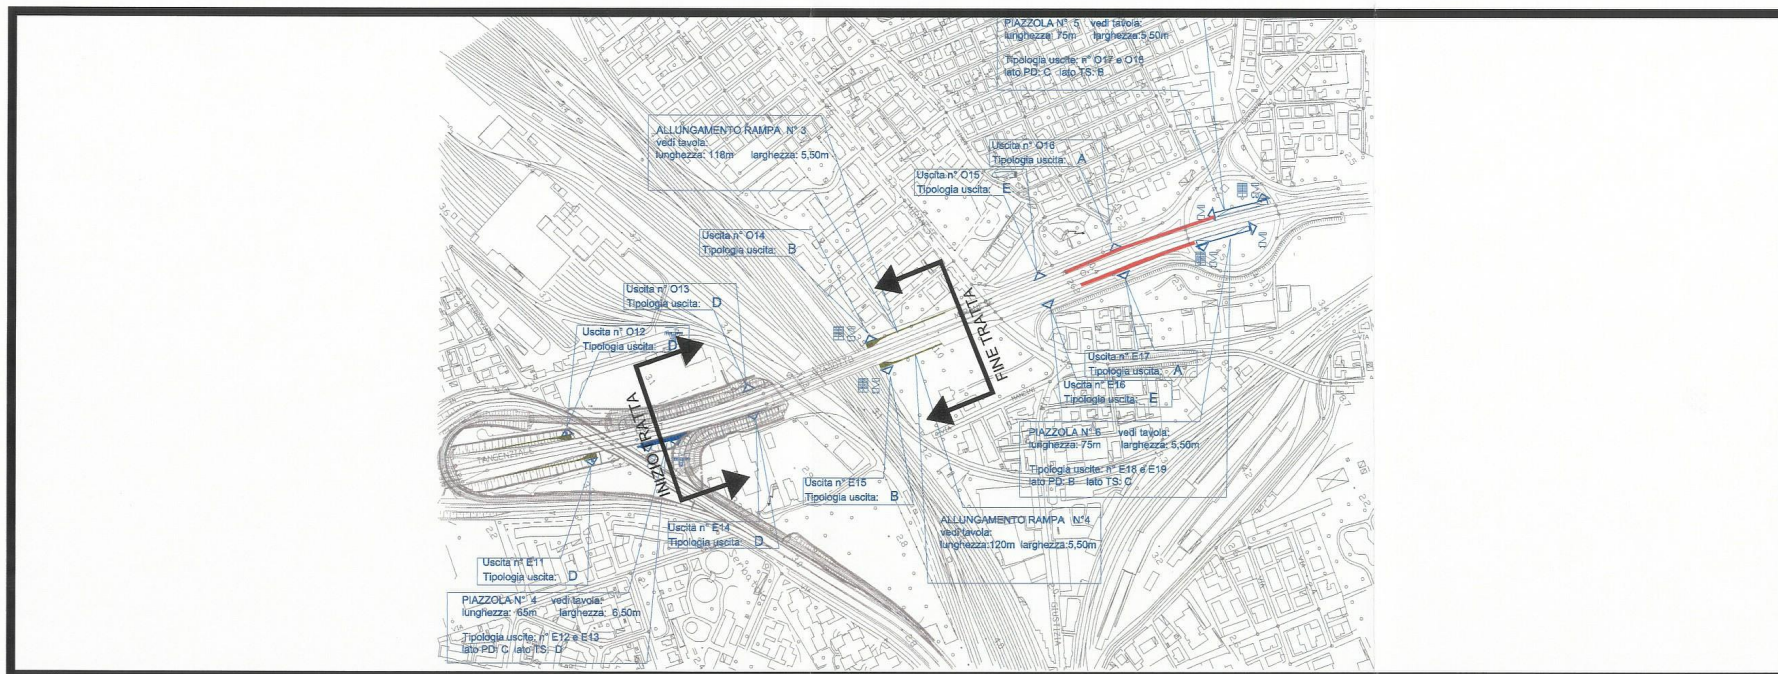 PIAZZOLA N° 5 vedi tavola:
lunghezza: 75m larghezza:5,50m
Tipologia uscite: n° O17 e O18
lato PD: C lato TS: B
ALLUNGAMENTO RAMPA N° 3
vedi tavola:
lunghezza: 118m larghezza: 5,50m
Uscita n° O16
Tipologia uscita: A
Uscita n° O15
Tipologia uscita: E
Uscita n° O14
Tipologia uscita: B
Uscita n° O13
Tipologia uscita: D
Uscita n° O12
Tipologia uscita: D
INIZIO TRATTA
FINE TRATTA
TANGENZIALE
Uscita n° E17
Tipologia uscita: A
Uscita n° E16
Tipologia uscita: E
PIAZZOLA N° 6 vedi tavola:
lunghezza: 75m larghezza: 5,50m
Tipologia uscite: n° E18 e E19
lato PD: B lato TS: C
Uscita n° E15
Tipologia uscita: B
ALLUNGAMENTO RAMPA N°4
vedi tavola:
lunghezza:120m larghezza:5,50m
Uscita n° E14
Tipologia uscita: D
Uscita n° E11
Tipologia uscita: D
PIAZZOLA N° 4 vedi tavola:
lunghezza: 65m larghezza: 6,50m
Tipologia uscite: n° E12 e E13
lato PD: C lato TS: D
GIUSTIZIA